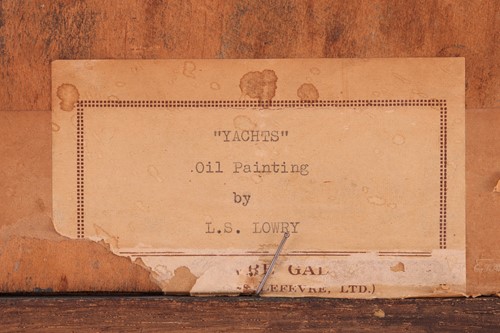 "YACHTS"
Oil Painting
by
L.S. LOWRY
GAL
LEFEVRE, LTD.)